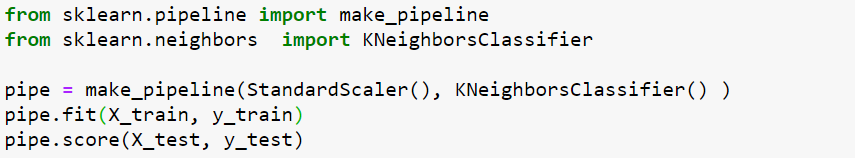 from sklearn.pipeline import make_pipeline
from sklearn.neighbors  import KNeighborsClassifier
pipe = make_pipeline(StandardScaler(), KNeighborsClassifier() )
pipe.fit(X_train, y_train)
pipe.score(X_test, y_test)